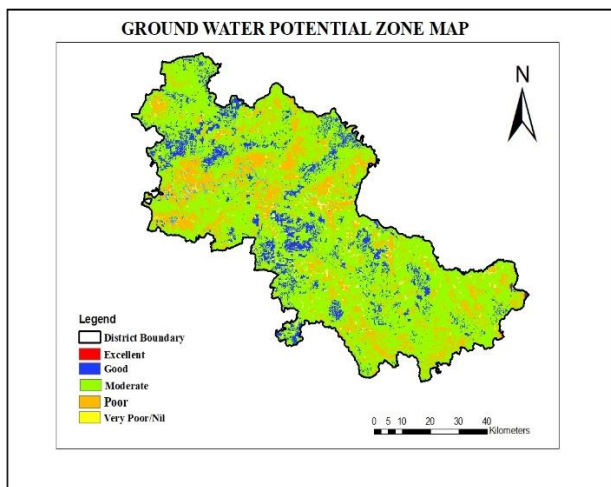 GROUND WATER POTENTIAL ZONE MAP
N
Legend
District Boundary
Excellent
Good
Moderate
Poor
Very Poor/Nil
0 5 10 20 30 40
Kilometers